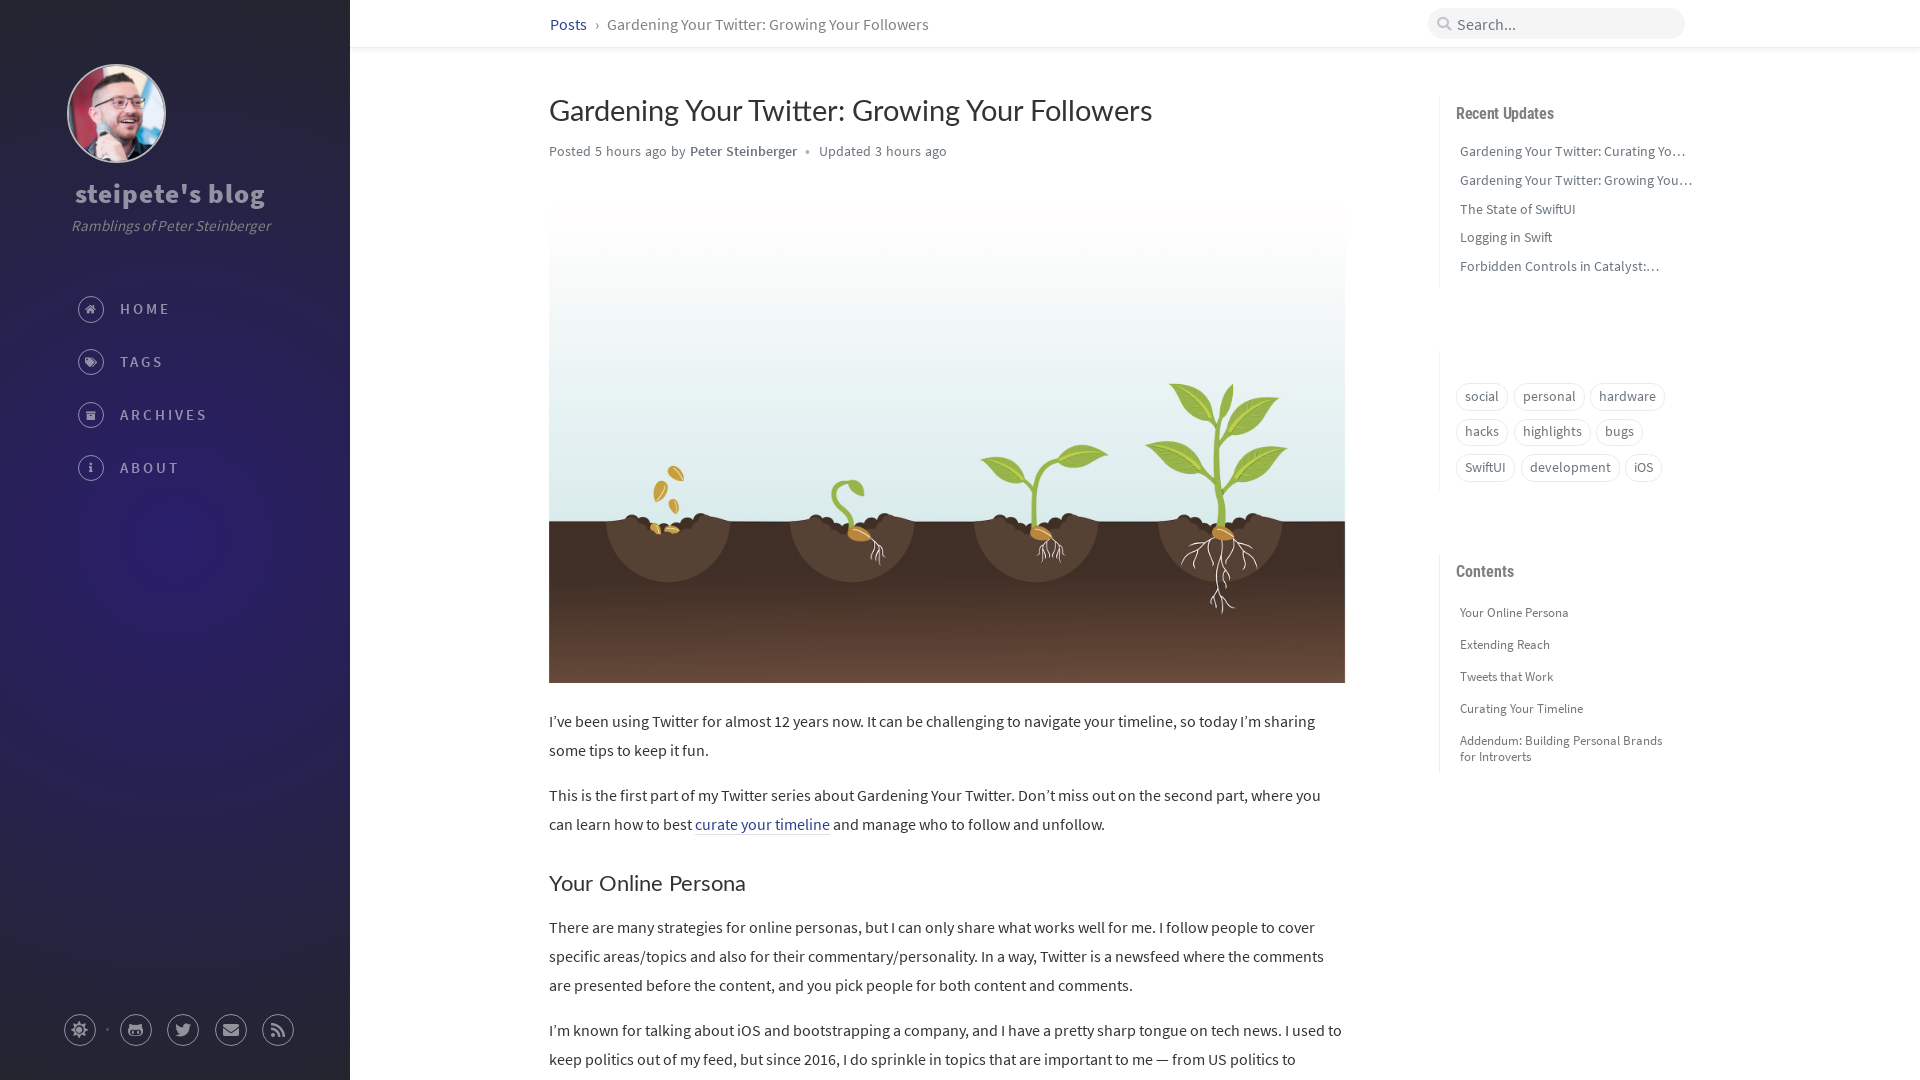 steipete's blog
Ramblings of Peter Steinberger
HOME
TAGS
ARCHIVES
ABOUT
Posts › Gardening Your Twitter: Growing Your Followers
Search...
Gardening Your Twitter: Growing Your Followers
Posted 5 hours ago by Peter Steinberger • Updated 3 hours ago
I’ve been using Twitter for almost 12 years now. It can be challenging to navigate your timeline, so today I’m sharing
some tips to keep it fun.
This is the first part of my Twitter series about Gardening Your Twitter. Don’t miss out on the second part, where you
can learn how to best curate your timeline and manage who to follow and unfollow.
Your Online Persona
There are many strategies for online personas, but I can only share what works well for me. I follow people to cover
specific areas/topics and also for their commentary/personality. In a way, Twitter is a newsfeed where the comments
are presented before the content, and you pick people for both content and comments.
I’m known for talking about iOS and bootstrapping a company, and I have a pretty sharp tongue on tech news. I used to
keep politics out of my feed, but since 2016, I do sprinkle in topics that are important to me — from US politics to
Recent Updates
Gardening Your Twitter: Curating Yo…
Gardening Your Twitter: Growing You…
The State of SwiftUI
Logging in Swift
Forbidden Controls in Catalyst:…
social personal hardware
hacks highlights bugs
SwiftUI development iOS
Contents
Your Online Persona
Extending Reach
Tweets that Work
Curating Your Timeline
Addendum: Building Personal Brands
for Introverts